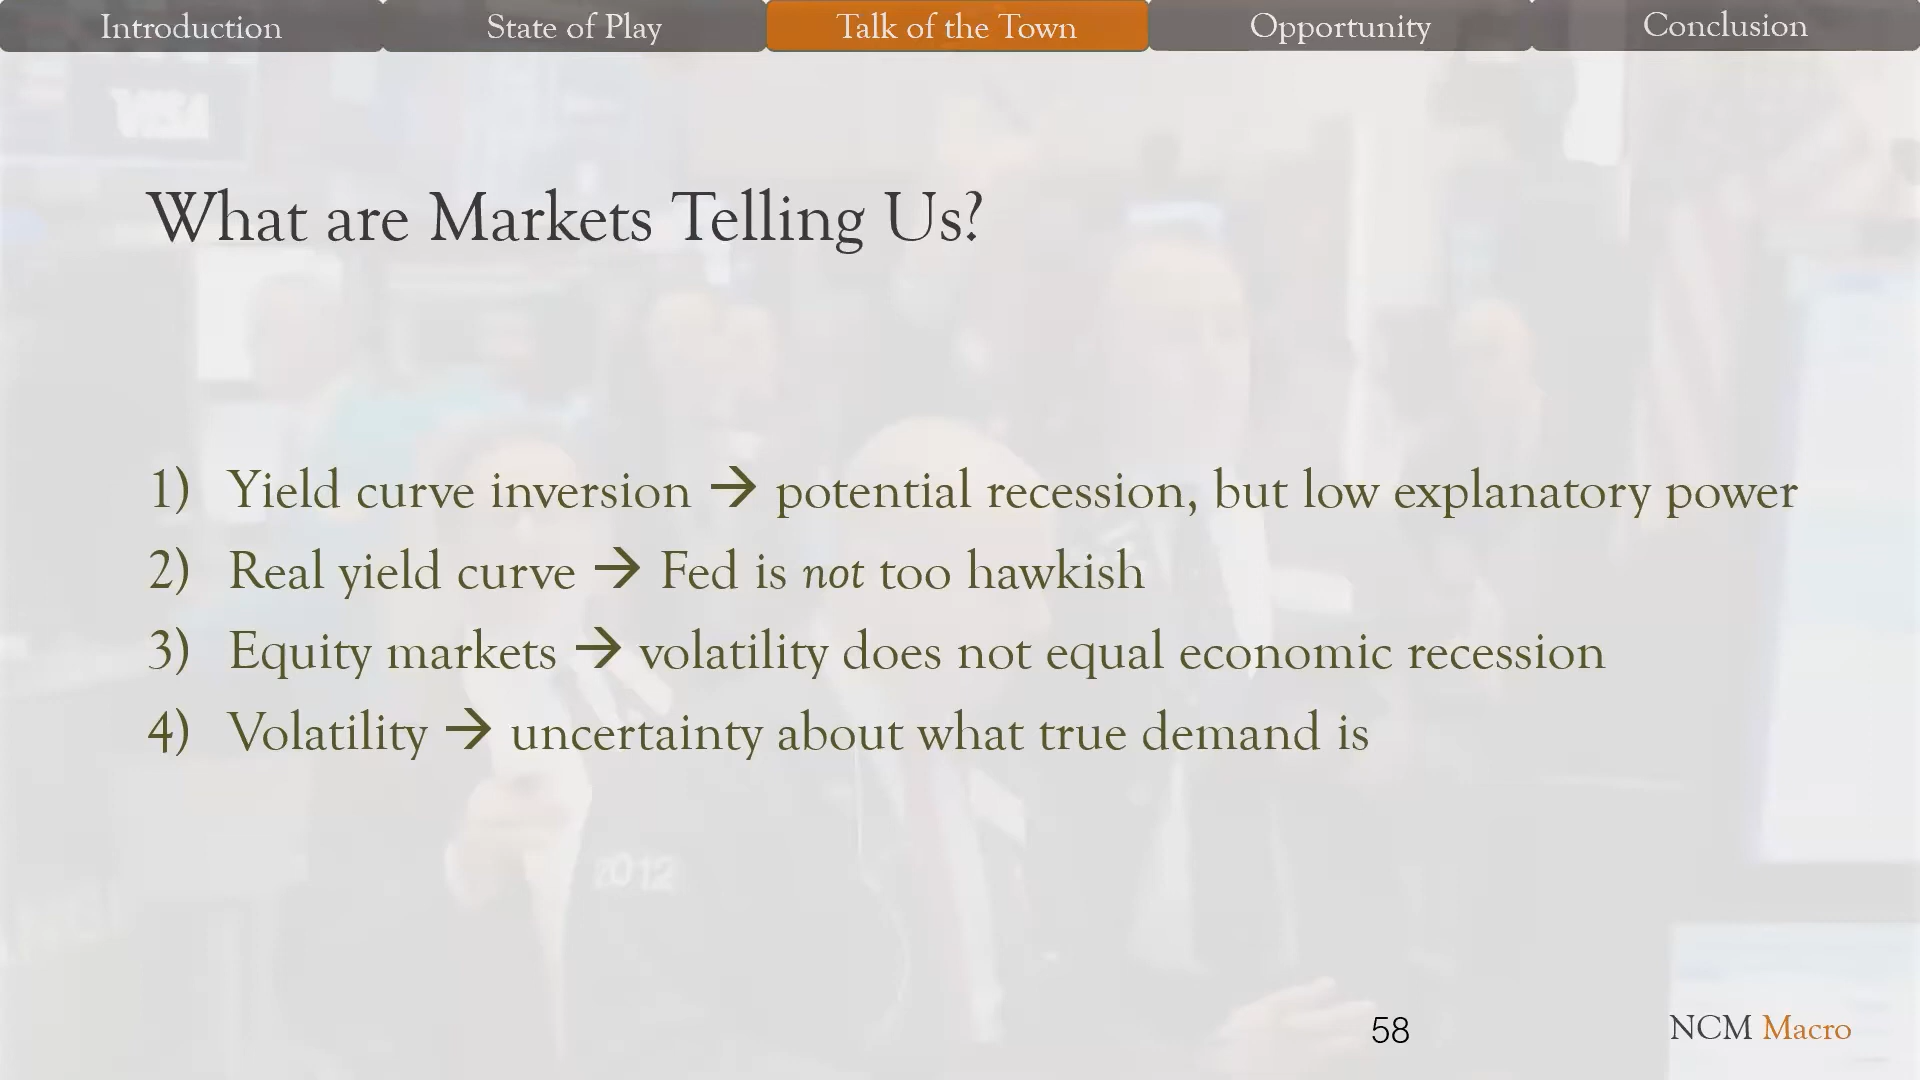 Introduction
State of Play
Talk of the Town
Opportunity
Conclusion
VISA
What are Markets Telling Us?
1) Yield curve inversion → potential recession, but low explanatory power
2) Real yield curve → Fed is not too hawkish
3) Equity markets → volatility does not equal economic recession
4) Volatility → uncertainty about what true demand is
2012
58
NCM Macro